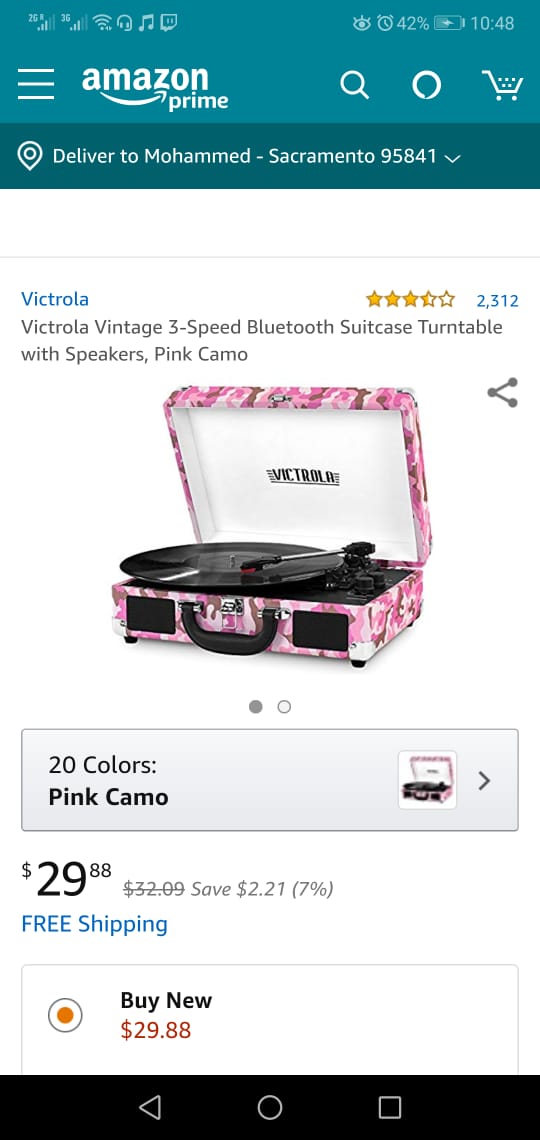 2G R 3G 42% 10:48
amazon
prime
Deliver to Mohammed - Sacramento 95841
Victrola 2,312
Victrola Vintage 3-Speed Bluetooth Suitcase Turntable
with Speakers, Pink Camo
VICTROLA
20 Colors:
Pink Camo
$29 88 $32.09 Save $2.21 (7%)
FREE Shipping
Buy New
$29.88